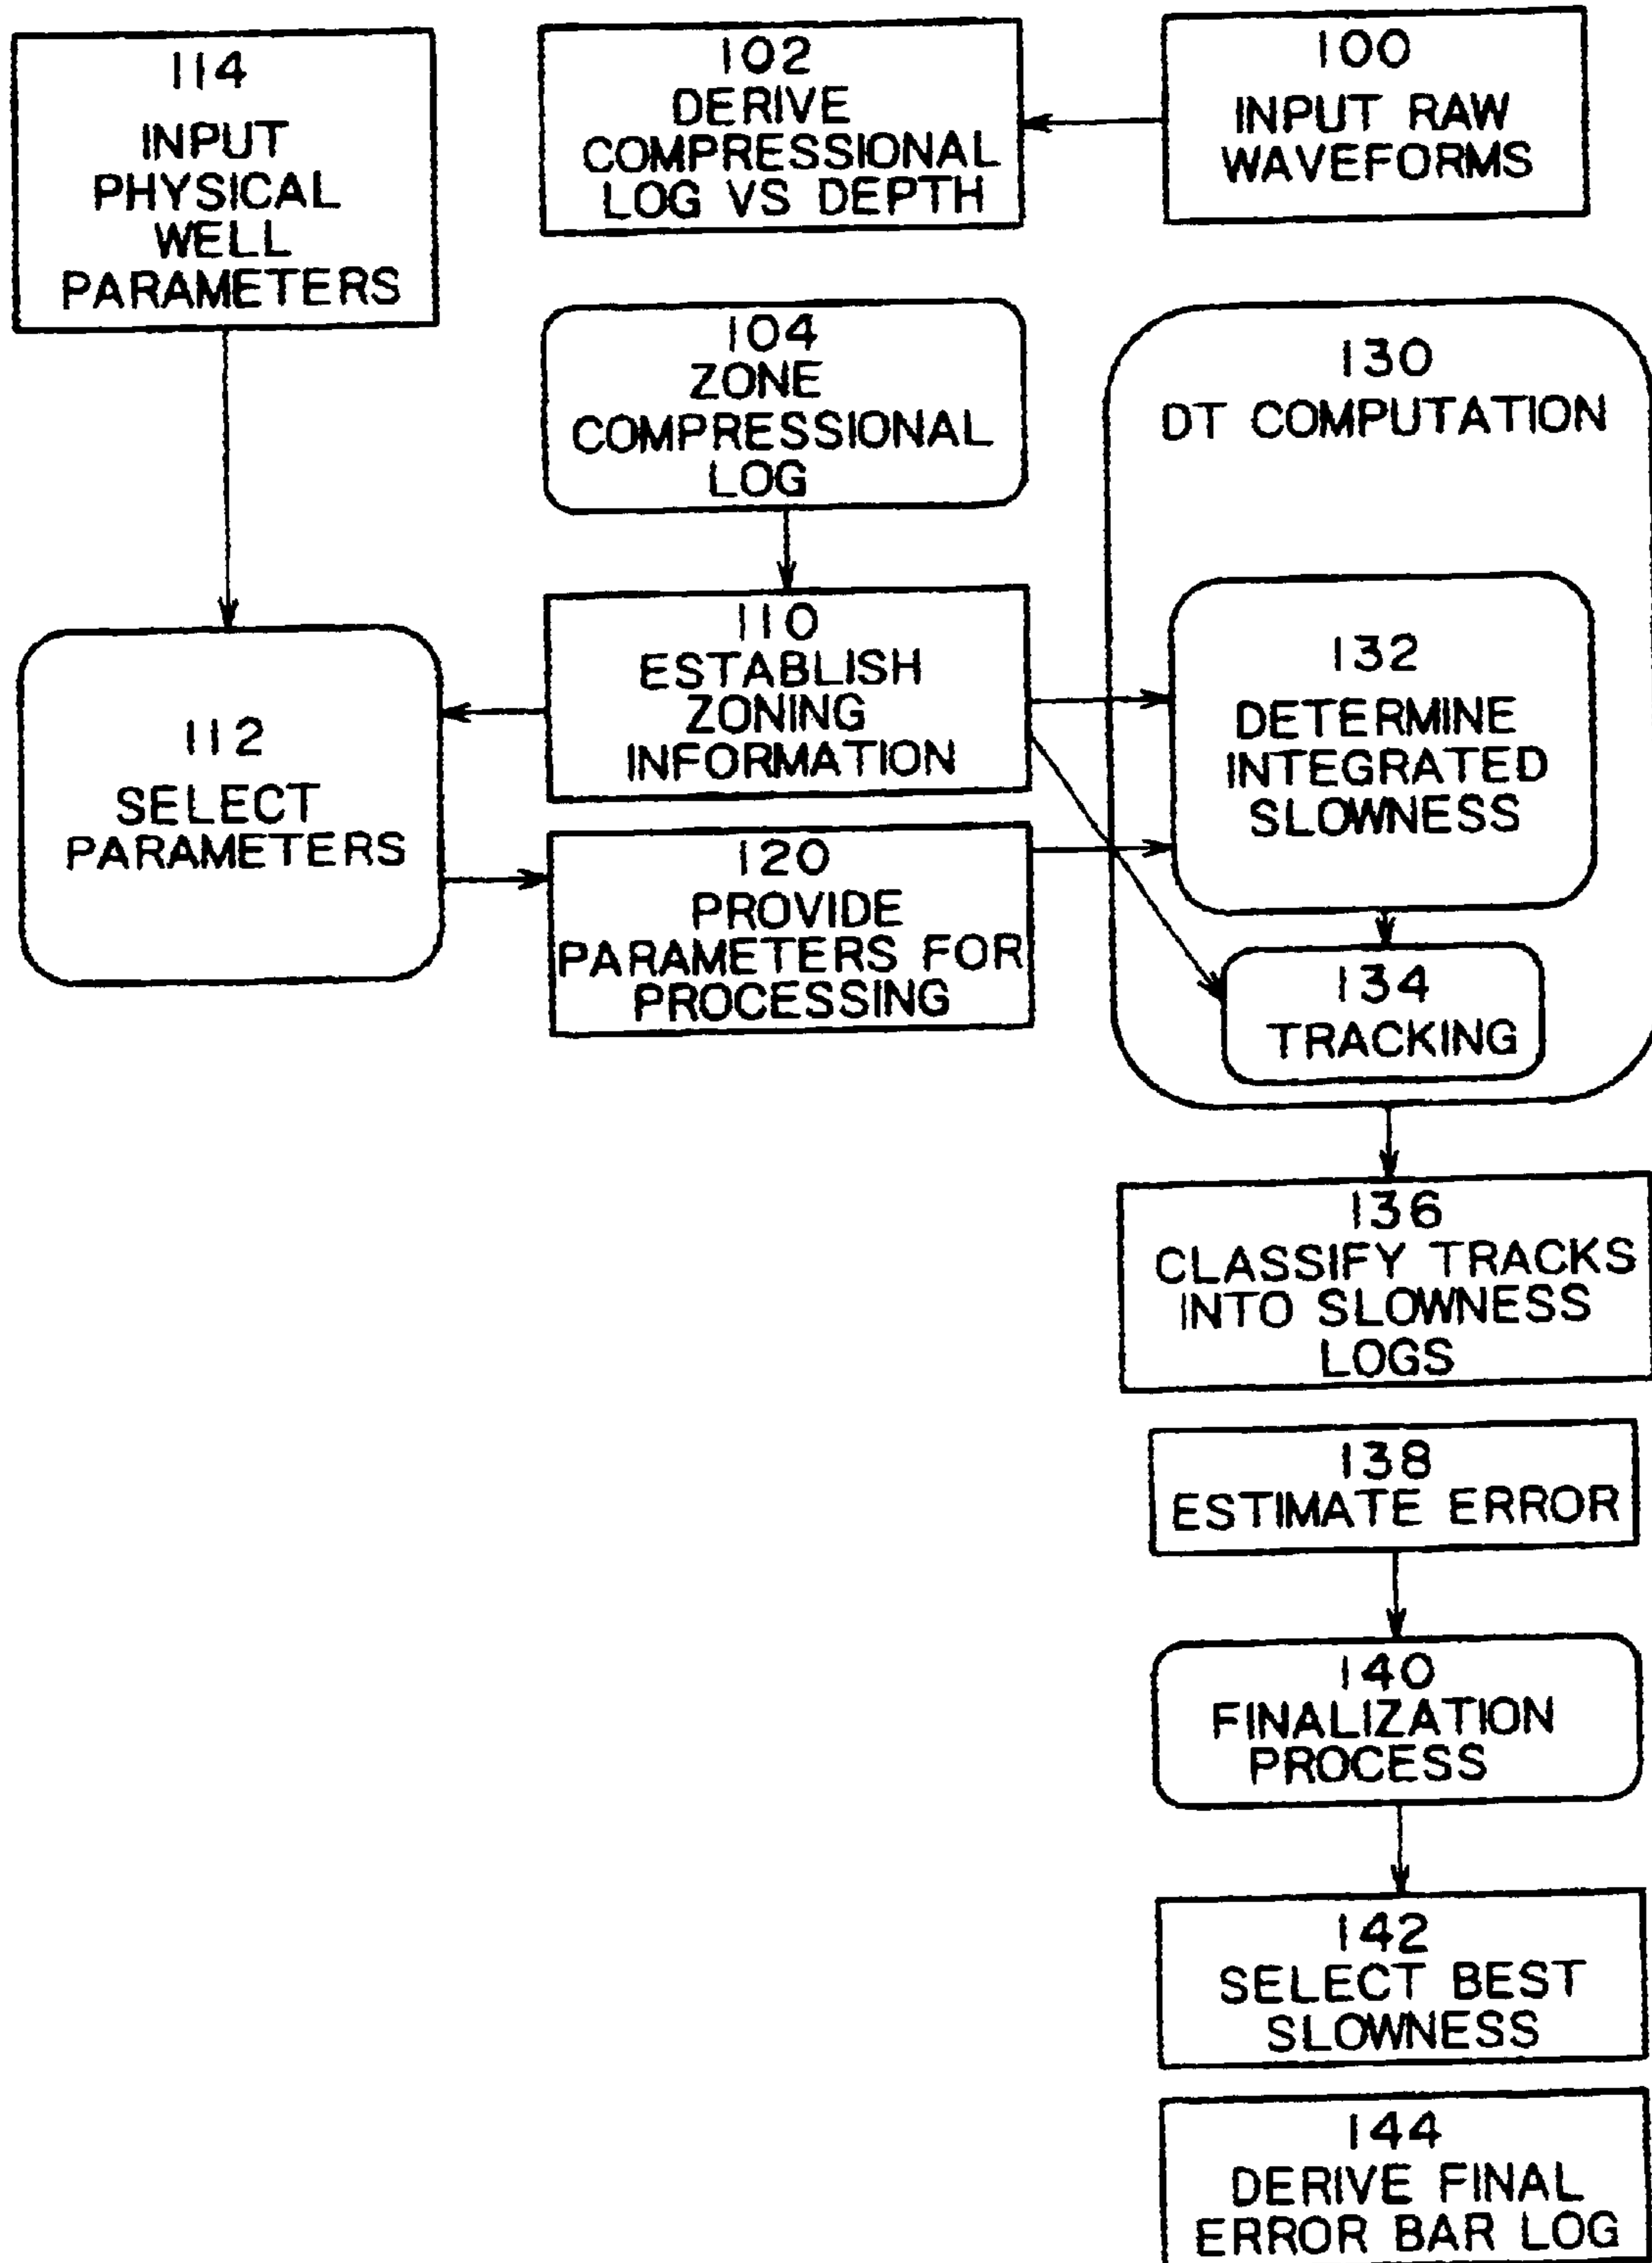 114
INPUT
PHYSICAL
WELL
PARAMETERS
102
DERIVE
COMPRESSIONAL
LOG VS DEPTH
100
INPUT RAW
WAVEFORMS
104
ZONE
COMPRESSIONAL
LOG
130
DT COMPUTATION
110
ESTABLISH
ZONING
INFORMATION
132
DETERMINE
INTEGRATED
SLOWNESS
112
SELECT
PARAMETERS
120
PROVIDE
PARAMETERS FOR
PROCESSING
134
TRACKING
136
CLASSIFY TRACKS
INTO SLOWNESS
LOGS
138
ESTIMATE ERROR
140
FINALIZATION
PROCESS
142
SELECT BEST
SLOWNESS
144
DERIVE FINAL
ERROR BAR LOG